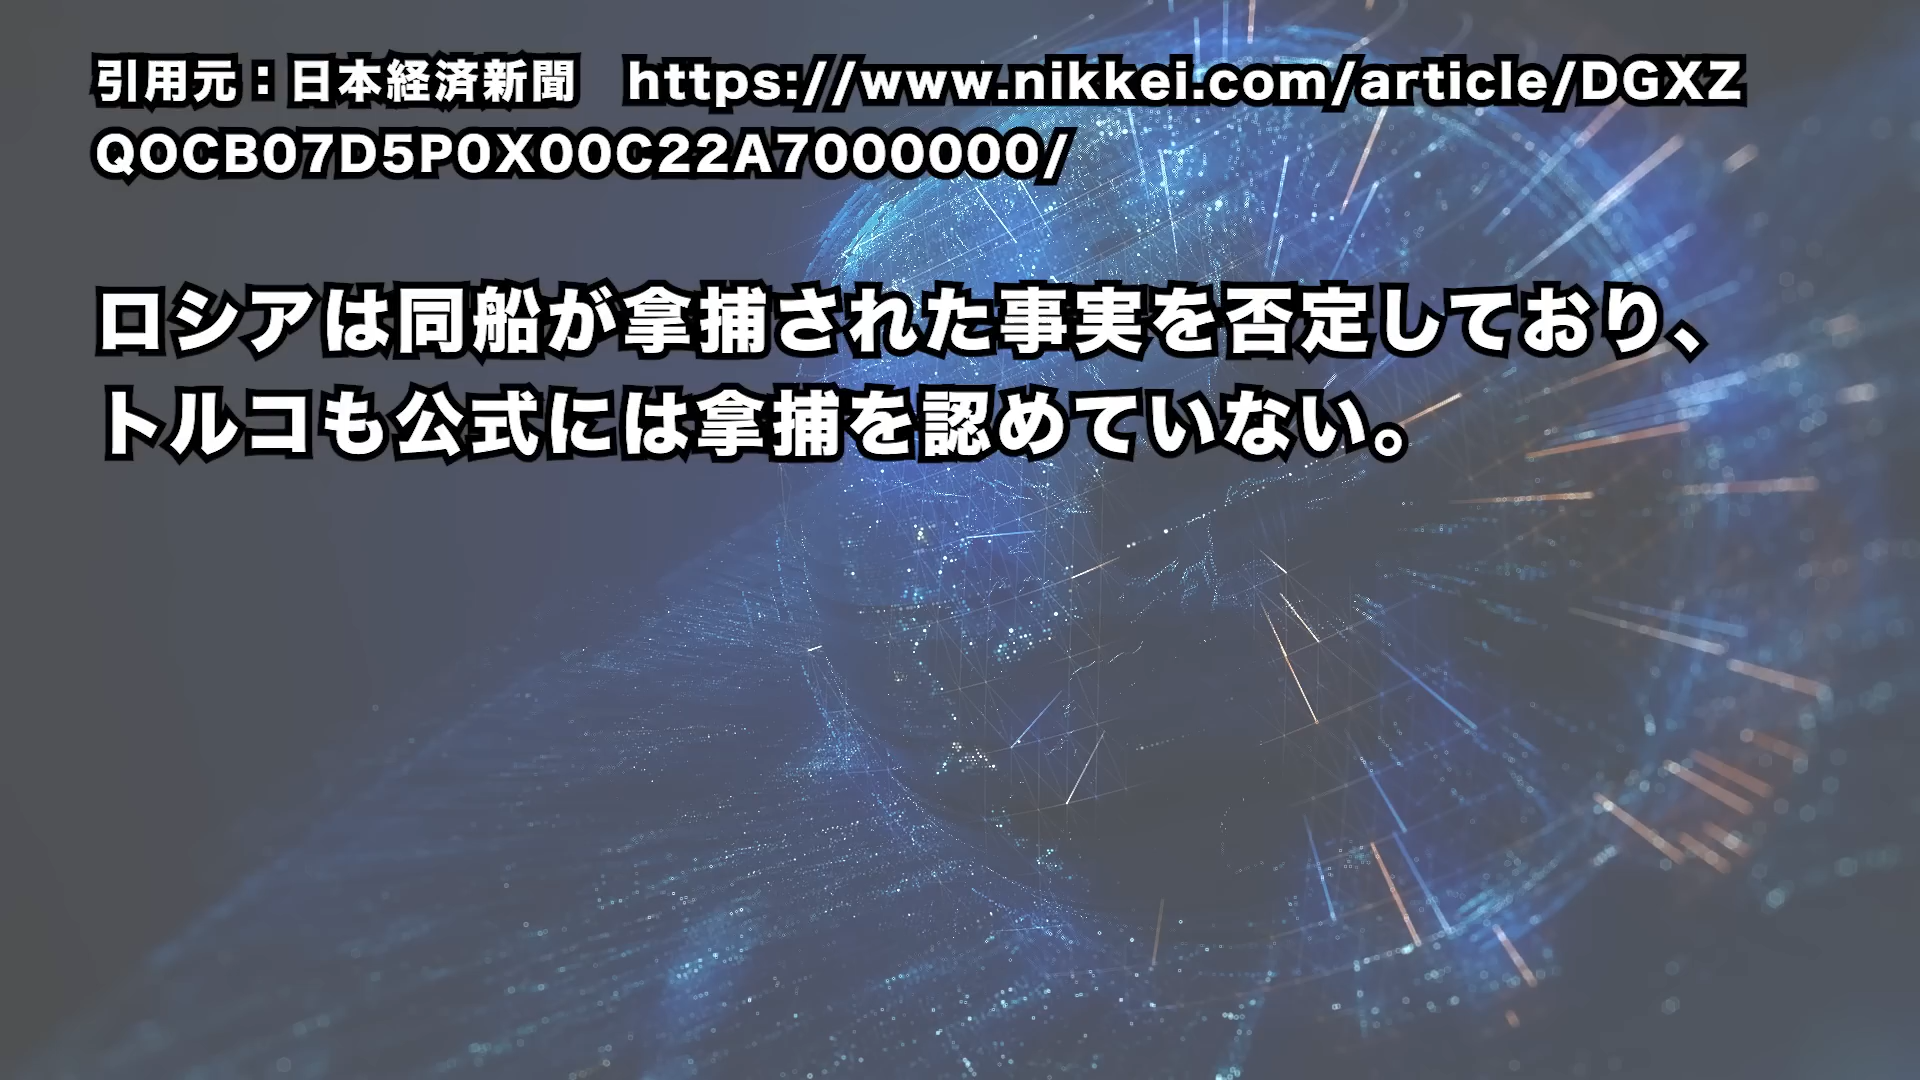 引用元：日本経済新聞　https://www.nikkei.com/article/DGXZ
QOCB07D5P0X00C22A7000000/
ロシアは同船が拿捕された事実を否定しており、
トルコも公式には拿捕を認めていない。